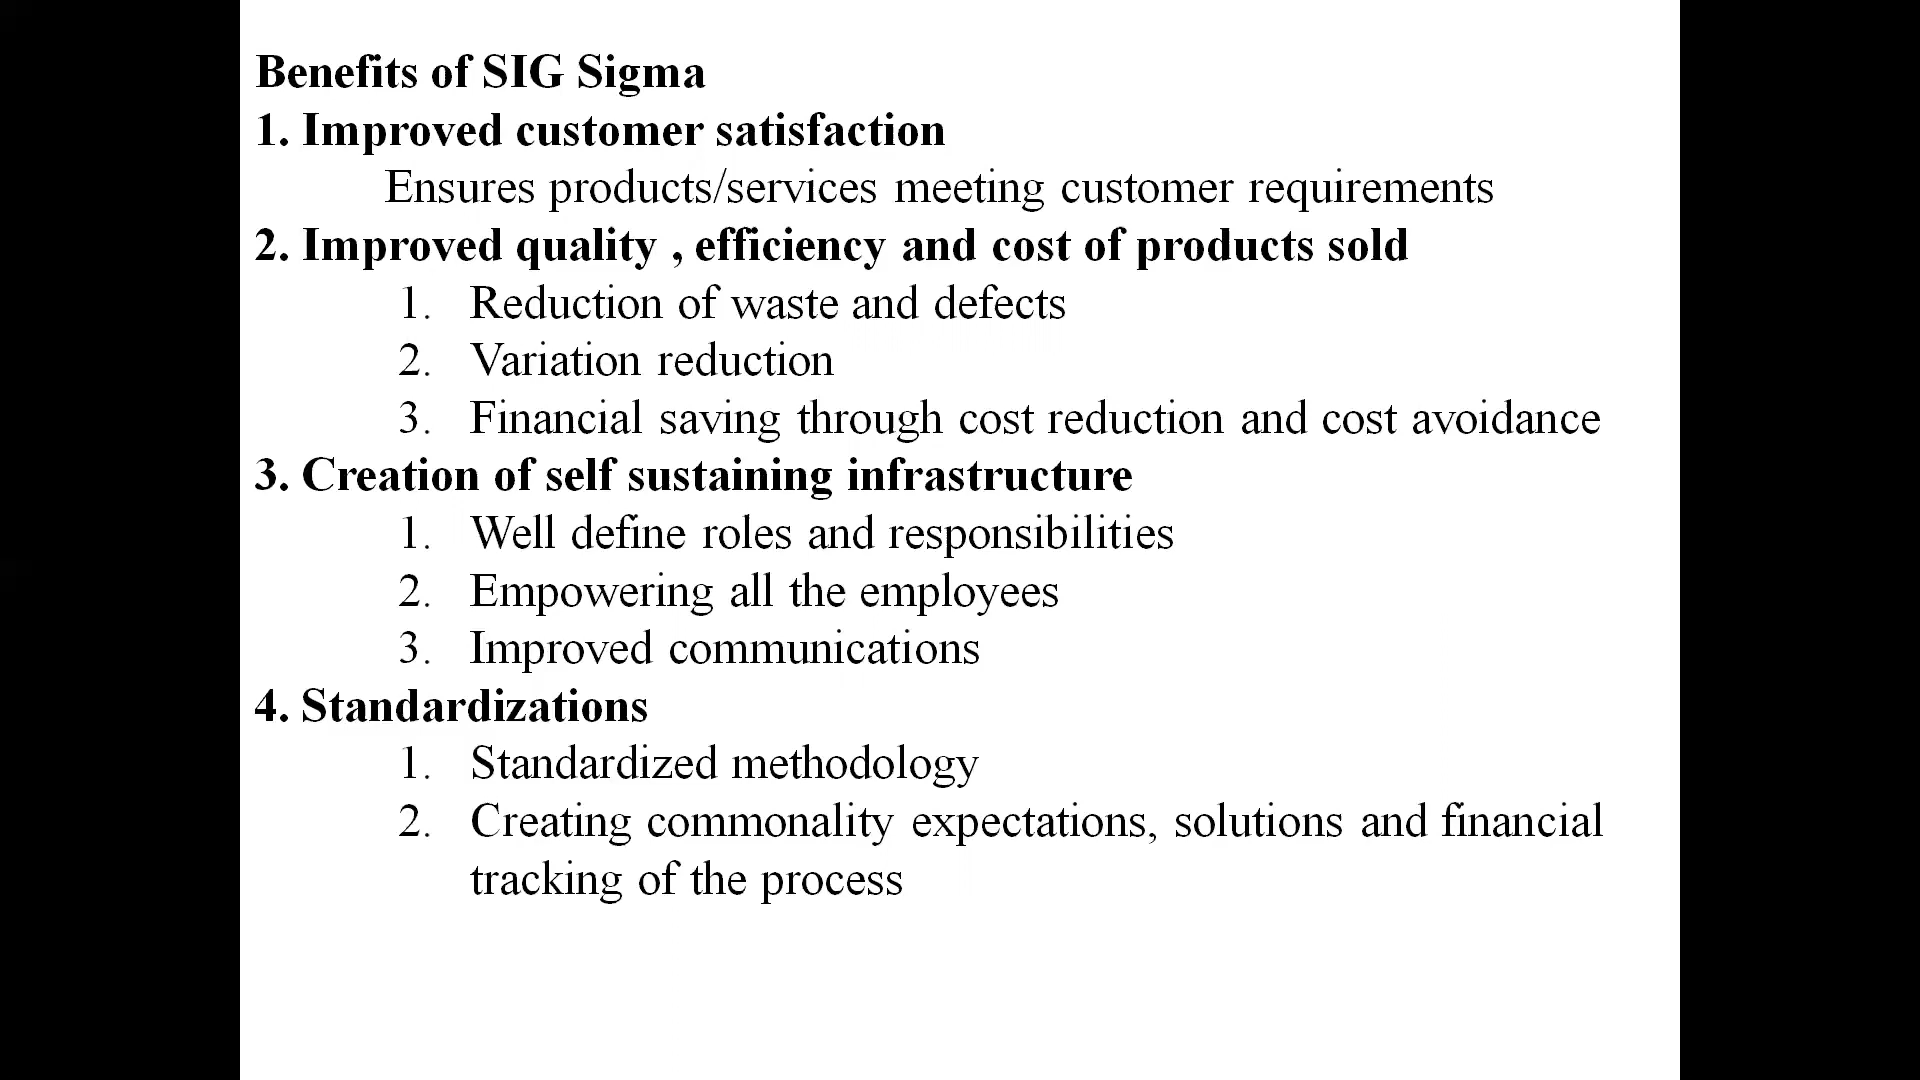 Benefits of SIG Sigma
1. Improved customer satisfaction
Ensures products/services meeting customer requirements
2. Improved quality , efficiency and cost of products sold
1. Reduction of waste and defects
2. Variation reduction
3. Financial saving through cost reduction and cost avoidance
3. Creation of self sustaining infrastructure
1. Well define roles and responsibilities
2. Empowering all the employees
3. Improved communications
4. Standardizations
1. Standardized methodology
2. Creating commonality expectations, solutions and financial
tracking of the process